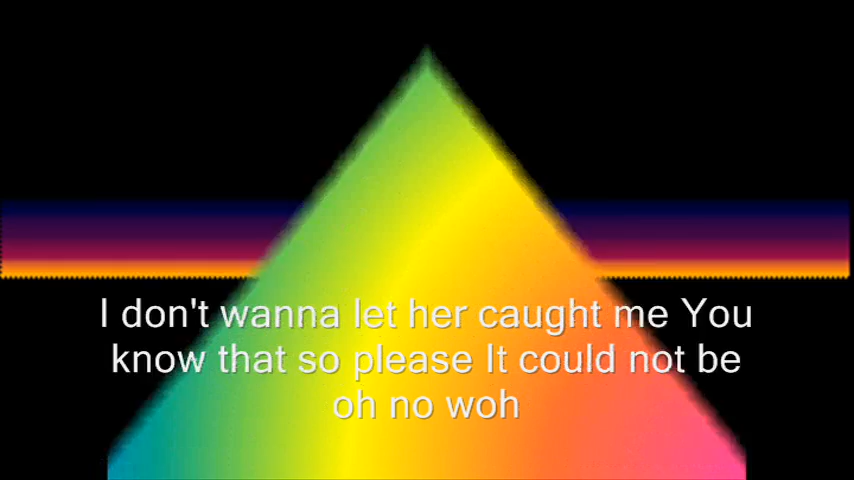 I don't wanna let her caught me You
know that so please It could not be
oh no woh